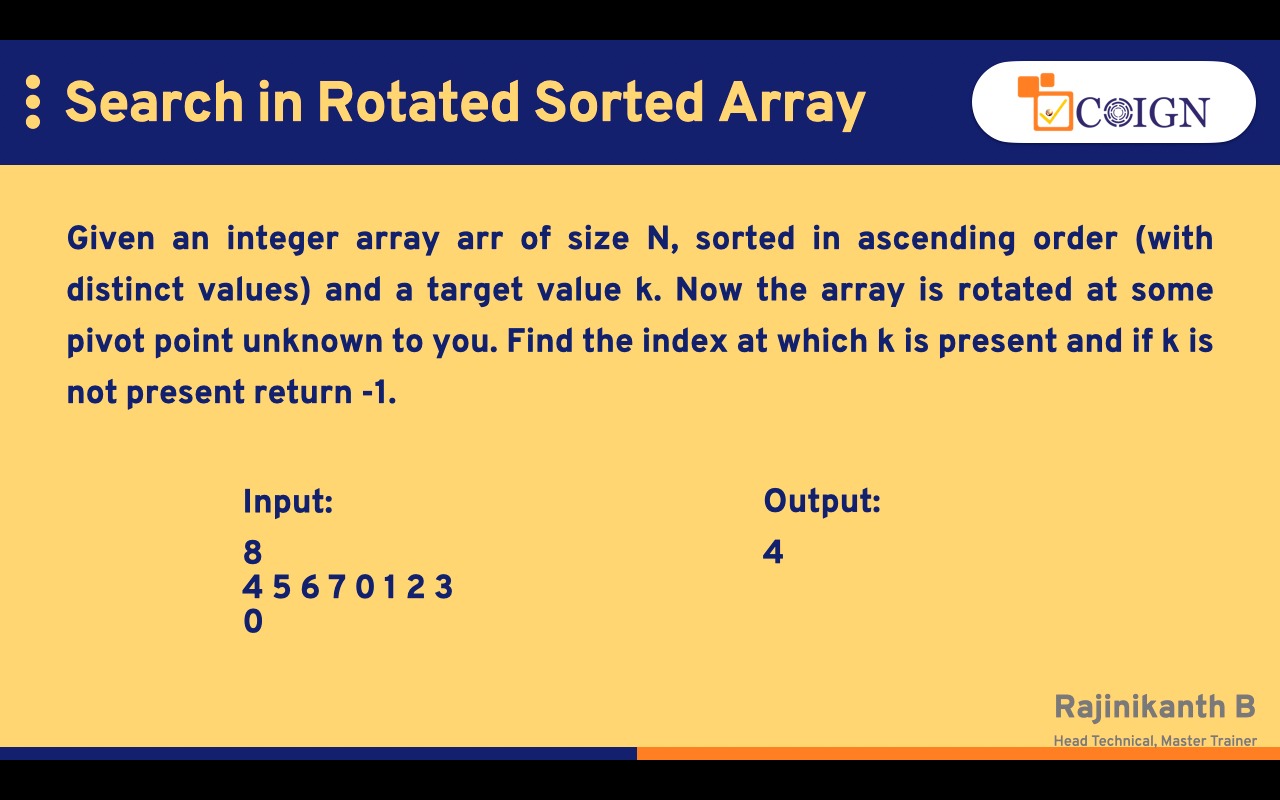 Search in Rotated Sorted Array
COIGN
Given an integer array arr of size N, sorted in ascending order (with
distinct values) and a target value k. Now the array is rotated at some
pivot point unknown to you. Find the index at which k is present and if k is
not present return -1.
Input:
8
4 5 6 7 0 1 2 3
0
Output:
4
Rajinikanth B
Head Technical, Master Trainer